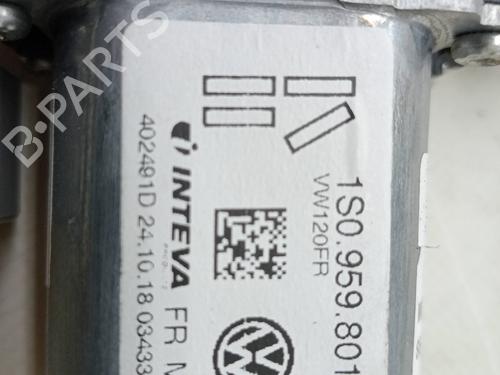 B-PARTS
1S0.959.801
VW120FR
INTEVA FR
402491D 24.10.18 03433